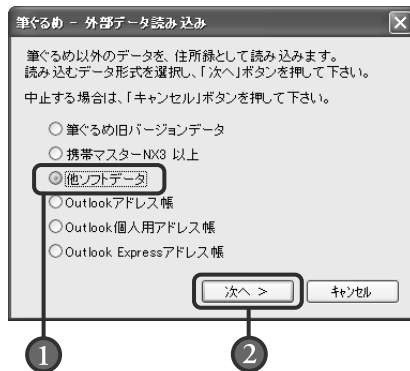 筆ぐるめ - 外部データ読み込み
筆ぐるめ以外のデータを、住所録として読み込みます。
読み込むデータ形式を選択し、「次へ」ボタンを押して下さい。
中止する場合は、「キャンセル」ボタンを押して下さい。
筆ぐるめ旧バージョンデータ
携帯マスターNX3 以上
他ソフトデータ
Outlookアドレス帳
Outlook個人用アドレス帳
Outlook Expressアドレス帳
次へ > キャンセル
1 2